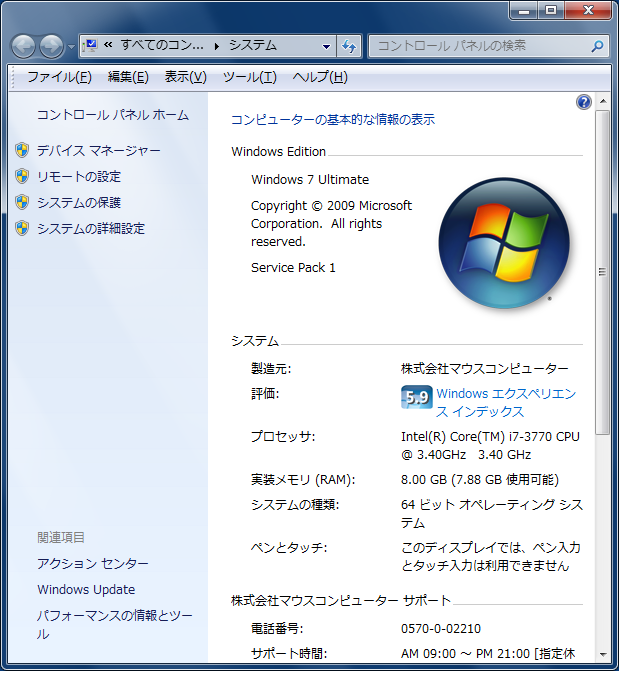 « すべてのコン... ▸ システム
コントロール パネルの検索
ファイル(F) 編集(E) 表示(V) ツール(T) ヘルプ(H)
コントロール パネル ホーム
デバイス マネージャー
リモートの設定
システムの保護
システムの詳細設定
関連項目
アクション センター
Windows Update
パフォーマンスの情報とツー
ル
コンピューターの基本的な情報の表示
Windows Edition
Windows 7 Ultimate
Copyright © 2009 Microsoft
Corporation. All rights
reserved.
Service Pack 1
システム
製造元: 株式会社マウスコンピューター
評価: 5.9 Windows エクスペリエン
ス インデックス
プロセッサ: Intel(R) Core(TM) i7-3770 CPU
@ 3.40GHz 3.40 GHz
実装メモリ (RAM): 8.00 GB (7.88 GB 使用可能)
システムの種類: 64 ビット オペレーティング シス
テム
ペンとタッチ: このディスプレイでは、ペン入力
とタッチ入力は利用できません
株式会社マウスコンピューター サポート
電話番号: 0570-0-02210
サポート時間: AM 09:00 ～ PM 21:00 [指定休